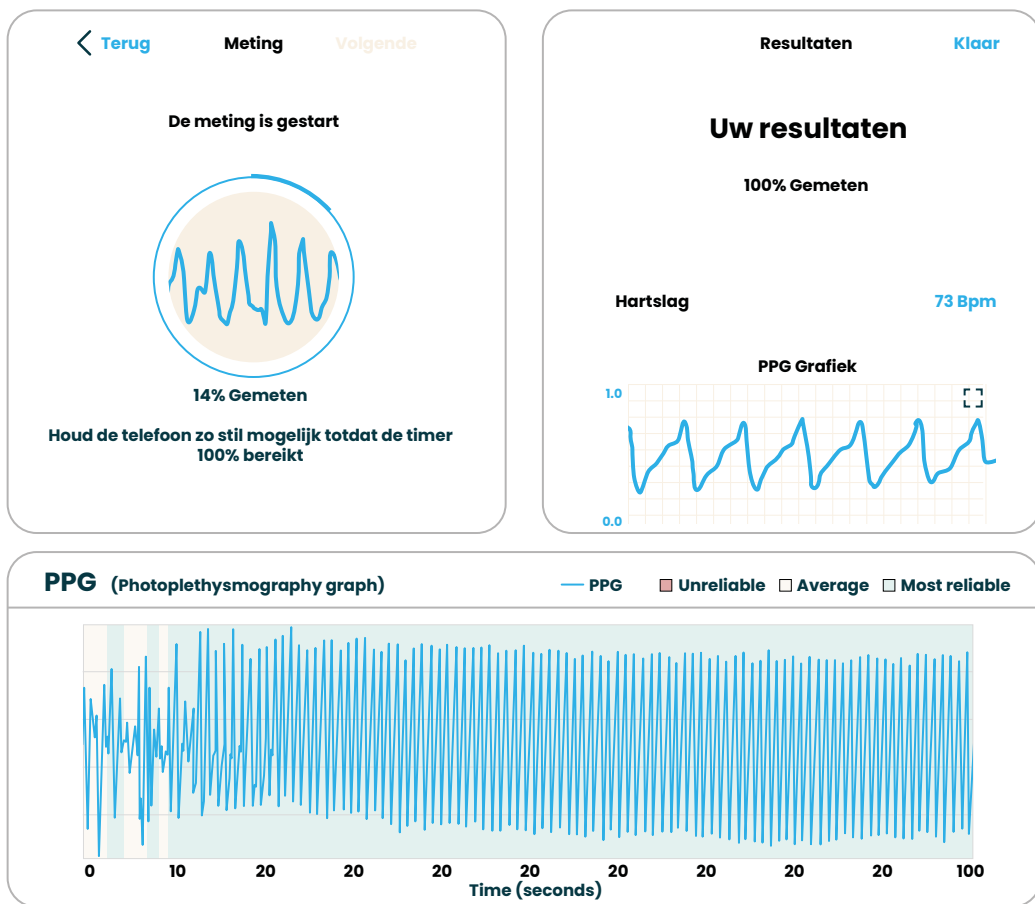 Terug Meting Volgende
De meting is gestart
14% Gemeten
Houd de telefoon zo stil mogelijk totdat de timer
100% bereikt
Resultaten Klaar
Uw resultaten
100% Gemeten
Hartslag 73 Bpm
PPG Grafiek
1.0
0.0
PPG (Photoplethysmography graph) PPG Unreliable Average Most reliable
0 10 20 20 20 20 20 20 20 20 100
Time (seconds)